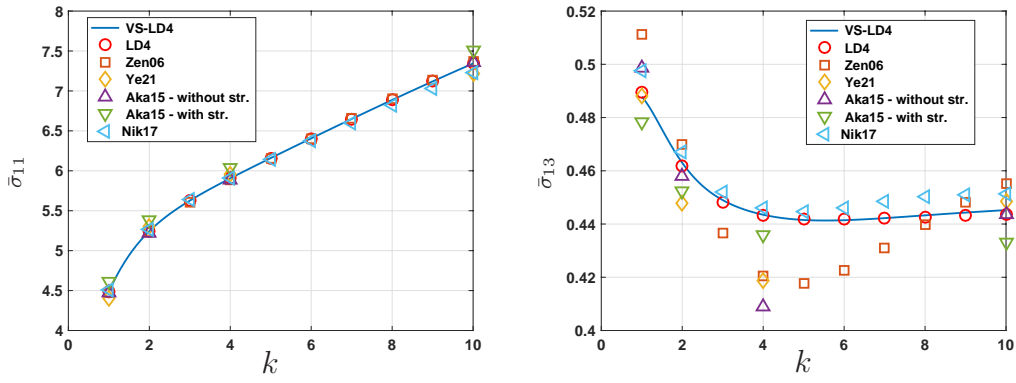 8
7.5
7
6.5
6
5.5
5
4.5
4
0 2 4 6 8 10
k
σ̄₁₁
VS-LD4
LD4
Zen06
Ye21
Aka15 - without str.
Aka15 - with str.
Nik17
0.52
0.5
0.48
0.46
0.44
0.42
0.4
0 2 4 6 8 10
k
σ̄₁₃
VS-LD4
LD4
Zen06
Ye21
Aka15 - without str.
Aka15 - with str.
Nik17